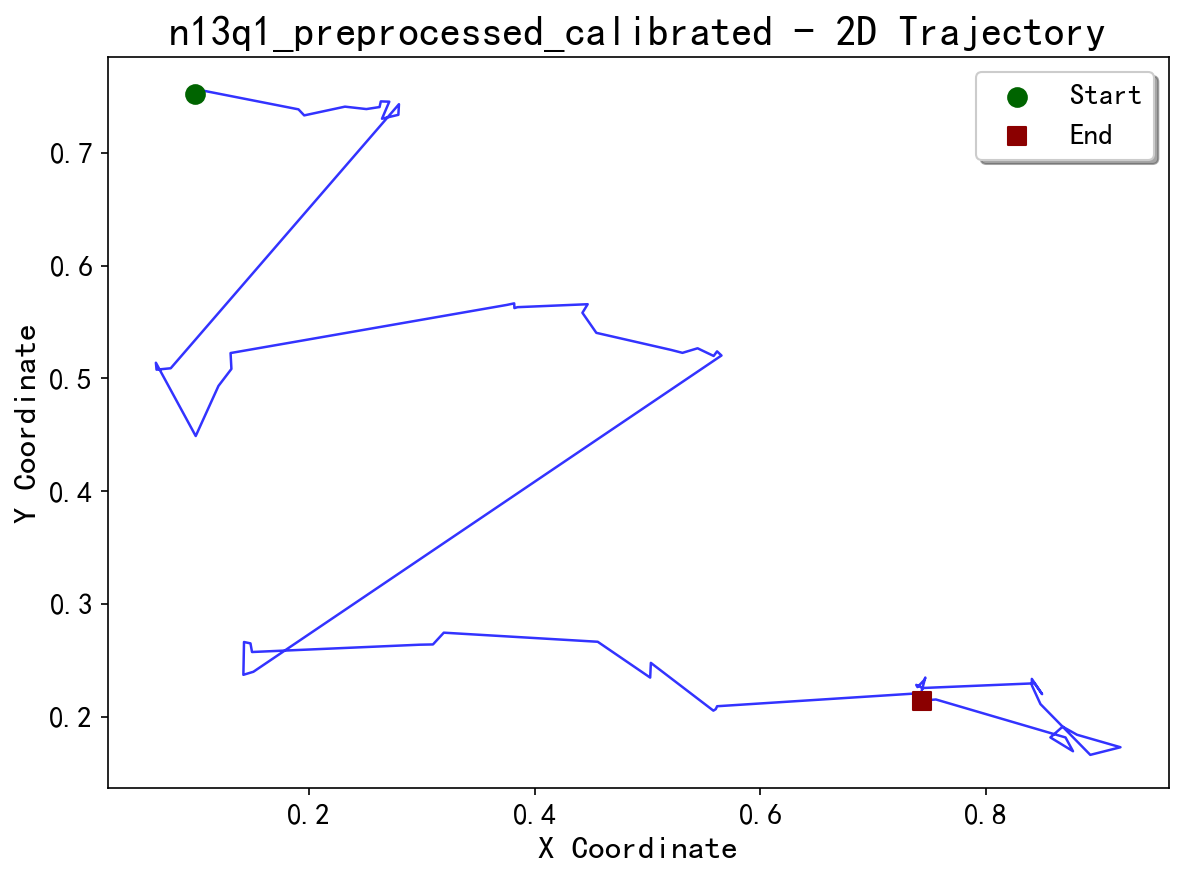 n13q1_preprocessed_calibrated - 2D Trajectory
Start
End
0.7
0.6
0.5
0.4
0.3
0.2
Y Coordinate
0.2 0.4 0.6 0.8
X Coordinate